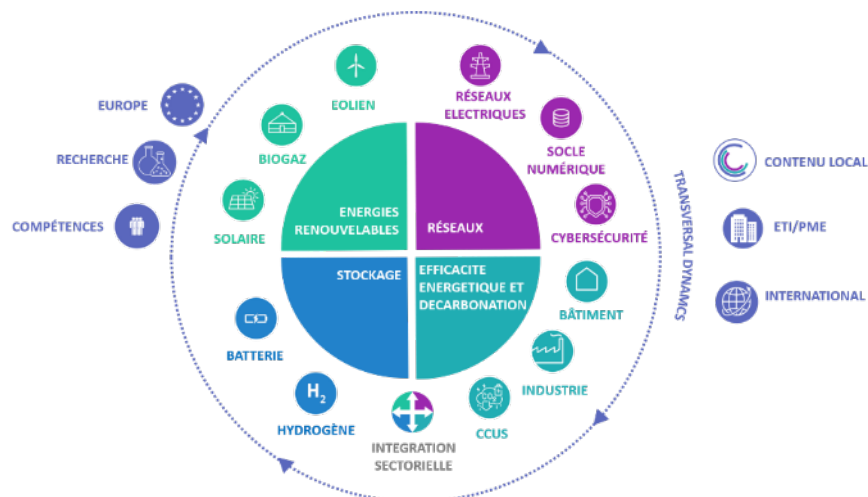 EOLIEN
RÉSEAUX
ELECTRIQUES
EUROPE
SOCLE
NUMÉRIQUE
BIOGAZ
RECHERCHE
CONTENU LOCAL
TRANSVERSAL DYNAMCS
COMPÉTENCES
SOLAIRE
ENERGIES
RENOUVELABLES
RÉSEAUX
CYBERSÉCURITÉ
ETI/PME
STOCKAGE
EFFICACITE
ENERGETIQUE ET
DECARBONATION
BÂTIMENT
INTERNATIONAL
BATTERIE
INDUSTRIE
H2
HYDROGÈNE
CCUS
INTEGRATION
SECTORIELLE